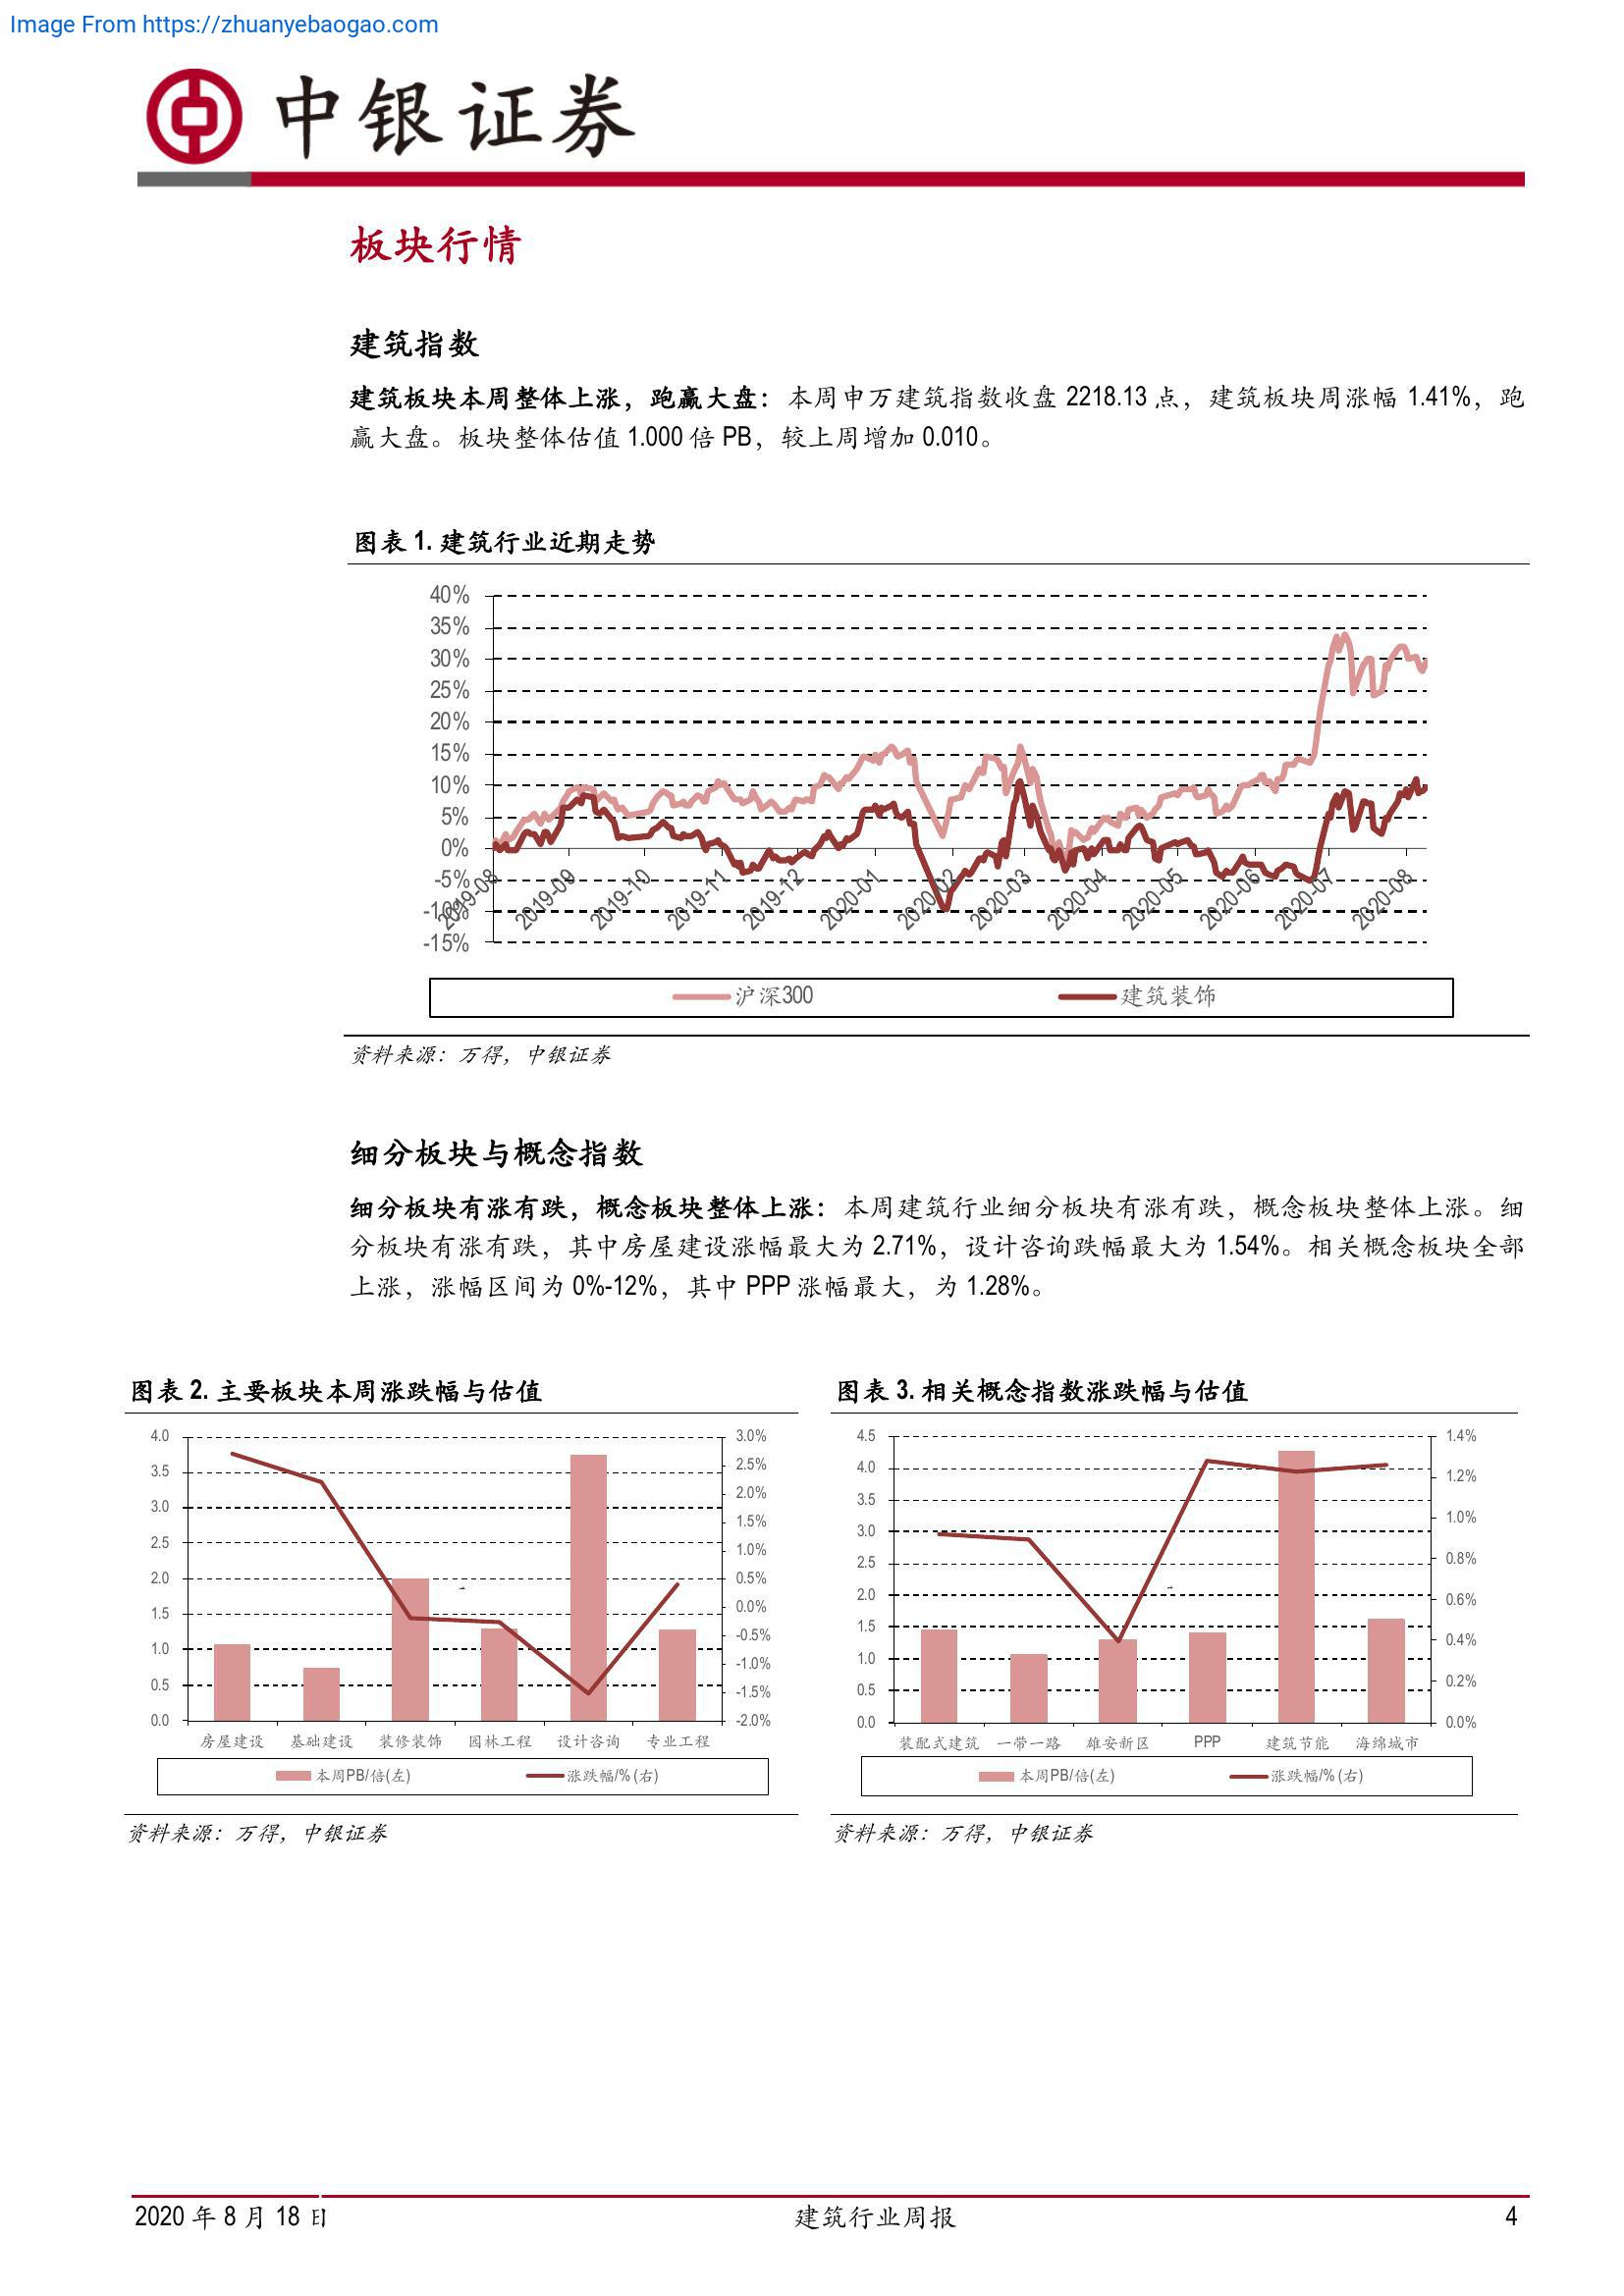 Image From https://zhuanyebaogao.com
中银证券
板块行情
建筑指数
建筑板块本周整体上涨，跑赢大盘：本周申万建筑指数收盘 2218.13 点，建筑板块周涨幅 1.41%，跑
赢大盘。板块整体估值 1.000 倍 PB，较上周增加 0.010。
图表 1. 建筑行业近期走势
40%
35%
30%
25%
20%
15%
10%
5%
0%
-5%
-10%
-15%
2019-08 2019-09 2019-10 2019-11 2019-12 2020-01 2020-02 2020-03 2020-04 2020-05 2020-06 2020-07 2020-08
沪深300 建筑装饰
资料来源：万得，中银证券
细分板块与概念指数
细分板块有涨有跌，概念板块整体上涨：本周建筑行业细分板块有涨有跌，概念板块整体上涨。细
分板块有涨有跌，其中房屋建设涨幅最大为 2.71%，设计咨询跌幅最大为 1.54%。相关概念板块全部
上涨，涨幅区间为 0%-12%，其中 PPP 涨幅最大，为 1.28%。
图表 2. 主要板块本周涨跌幅与估值
4.0
3.5
3.0
2.5
2.0
1.5
1.0
0.5
0.0
3.0%
2.5%
2.0%
1.5%
1.0%
0.5%
0.0%
-0.5%
-1.0%
-1.5%
-2.0%
房屋建设 基础建设 装修装饰 园林工程 设计咨询 专业工程
本周PB/倍(左) 涨跌幅/% (右)
资料来源：万得，中银证券
图表 3. 相关概念指数涨跌幅与估值
4.5
4.0
3.5
3.0
2.5
2.0
1.5
1.0
0.5
0.0
1.4%
1.2%
1.0%
0.8%
0.6%
0.4%
0.2%
0.0%
装配式建筑 一带一路 雄安新区 PPP 建筑节能 海绵城市
本周PB/倍(左) 涨跌幅/% (右)
资料来源：万得，中银证券
2020 年 8 月 18 日 建筑行业周报 4